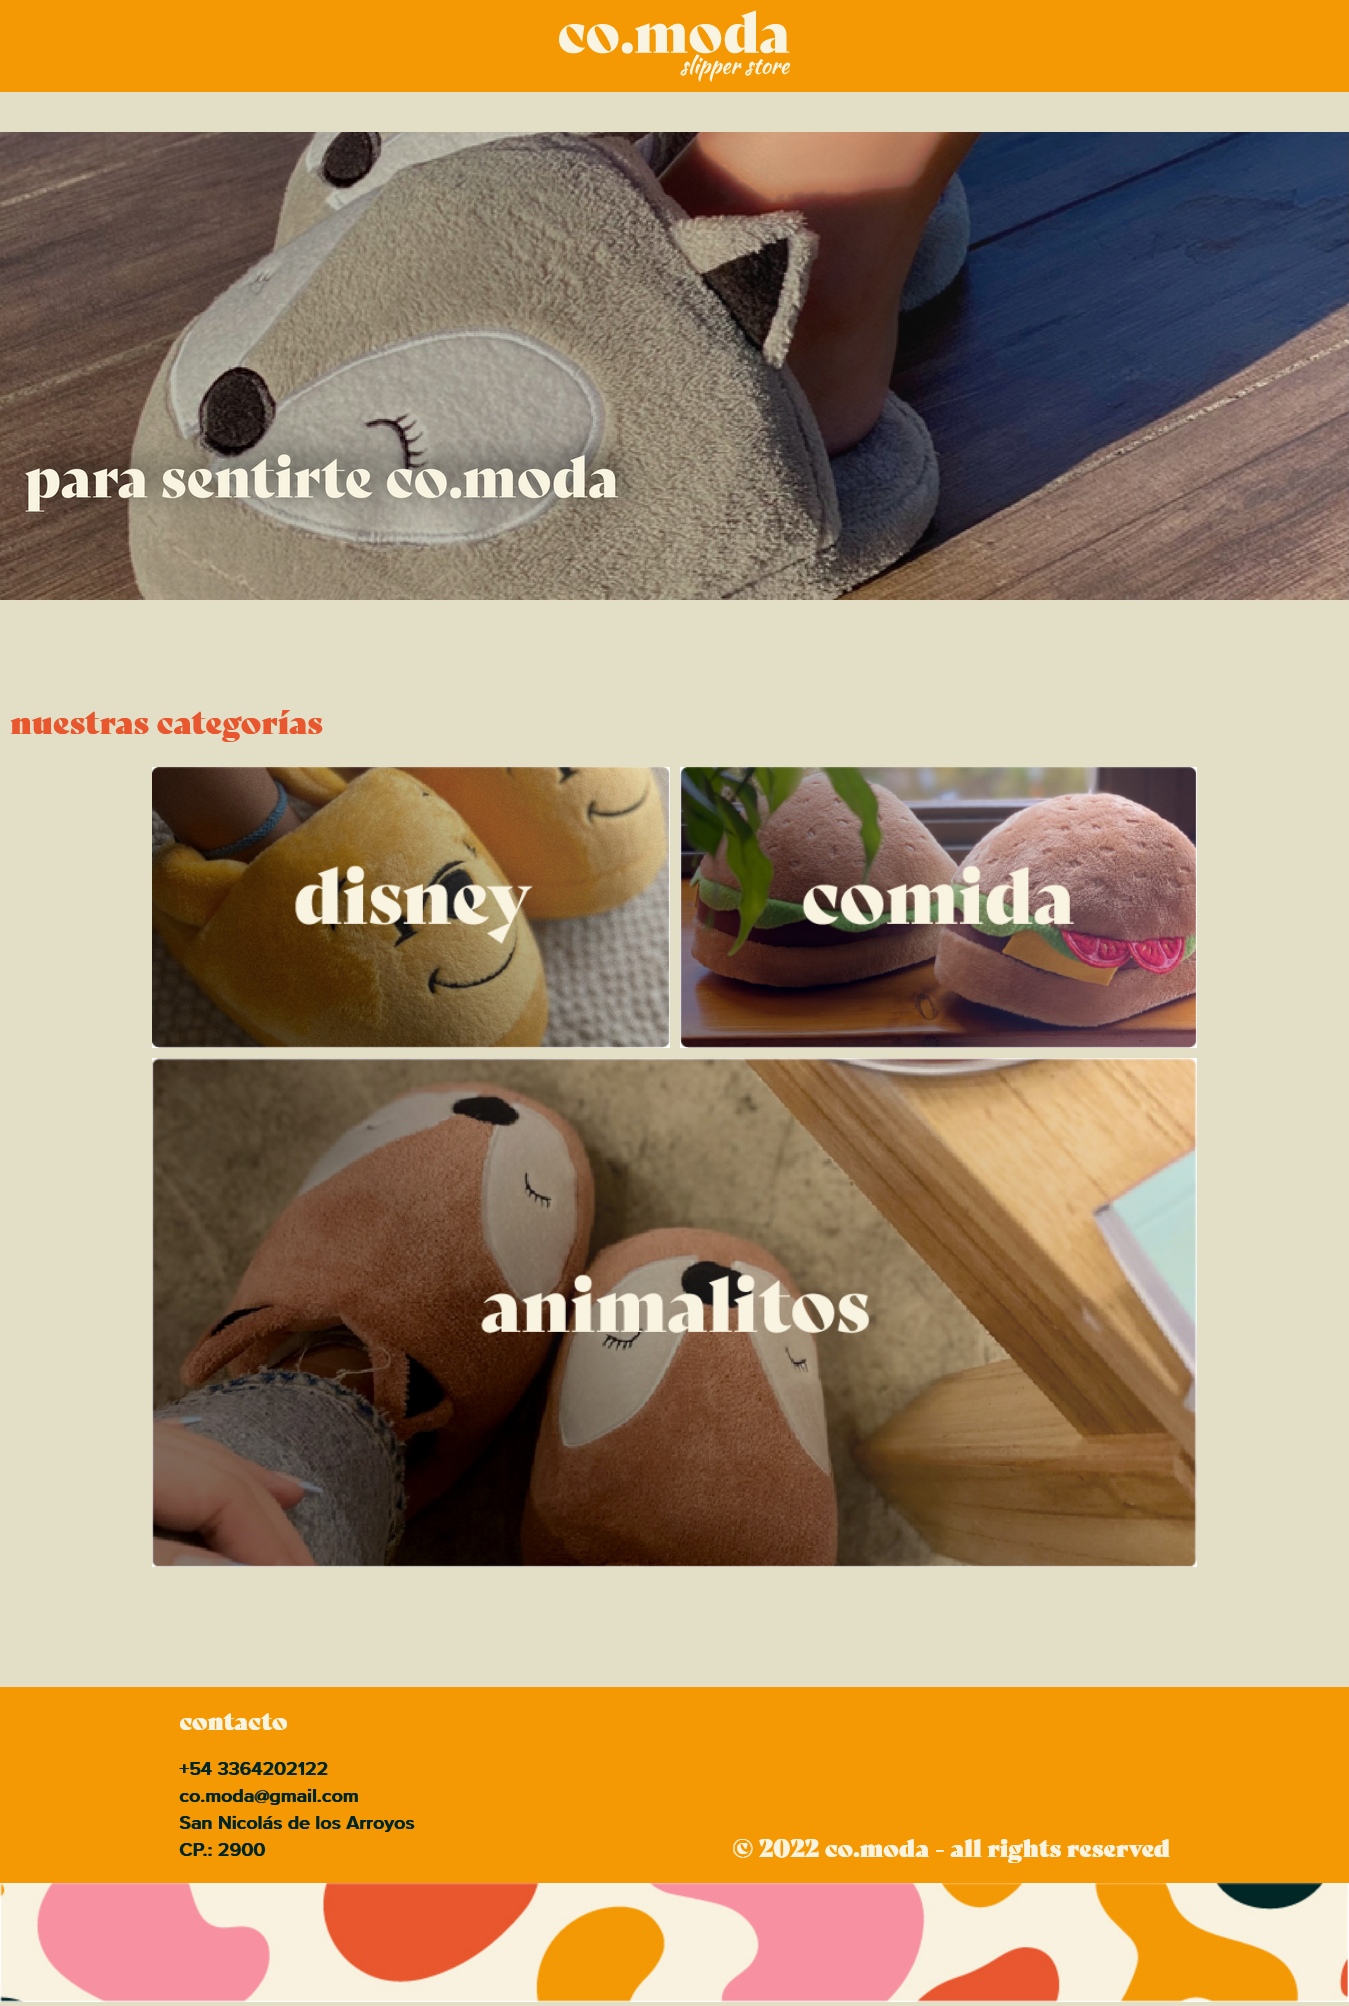 co.moda
slipper store
para sentirte co.moda
nuestras categorías
disney
comida
animalitos
contacto
+54 3364202122
co.moda@gmail.com
San Nicolás de los Arroyos
CP.: 2900
© 2022 co.moda - all rights reserved